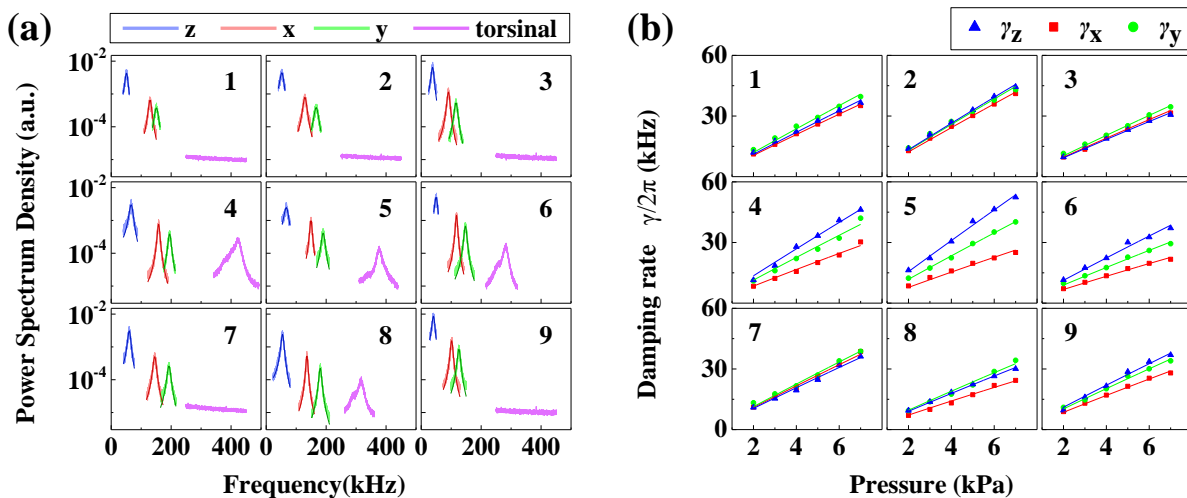 (a)
z x y torsinal
(b)
γz γx γy
Power Spectrum Density (a.u.)
10-2
10-4
10-2
10-4
10-2
10-4
1 2 3
4 5 6
7 8 9
0 200 400 0 200 400 0 200 400
Frequency(kHz)
Damping rate γ/2π (kHz)
60
30
60
30
60
30
0
1 2 3
4 5 6
7 8 9
2 4 6 2 4 6 2 4 6
Pressure (kPa)